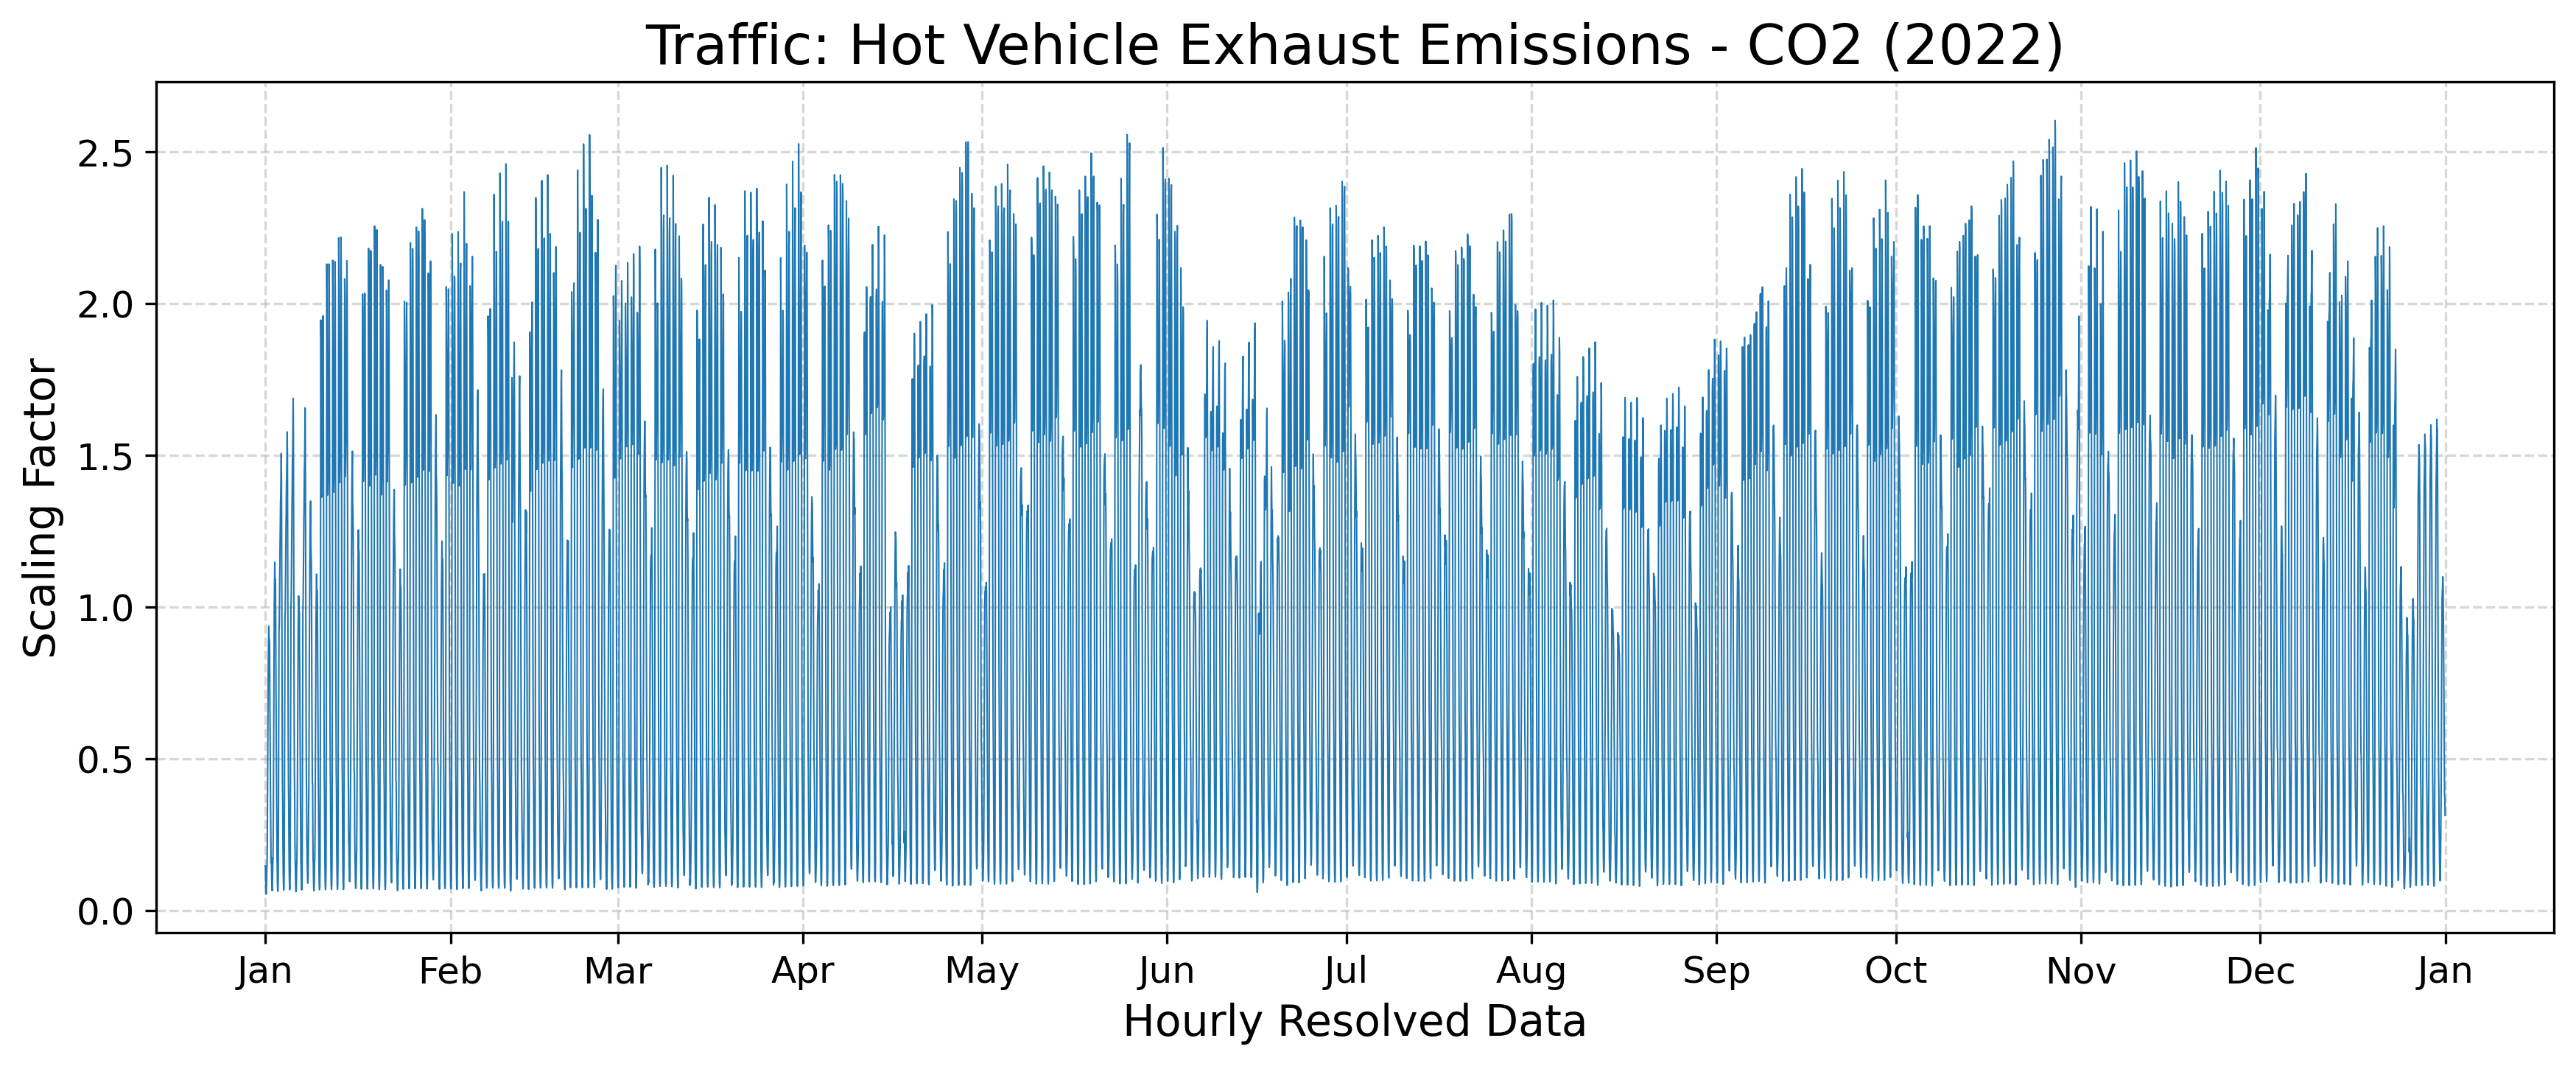 Traffic: Hot Vehicle Exhaust Emissions - CO2 (2022)
Scaling Factor
2.5
2.0
1.5
1.0
0.5
0.0
Jan Feb Mar Apr May Jun Jul Aug Sep Oct Nov Dec Jan
Hourly Resolved Data